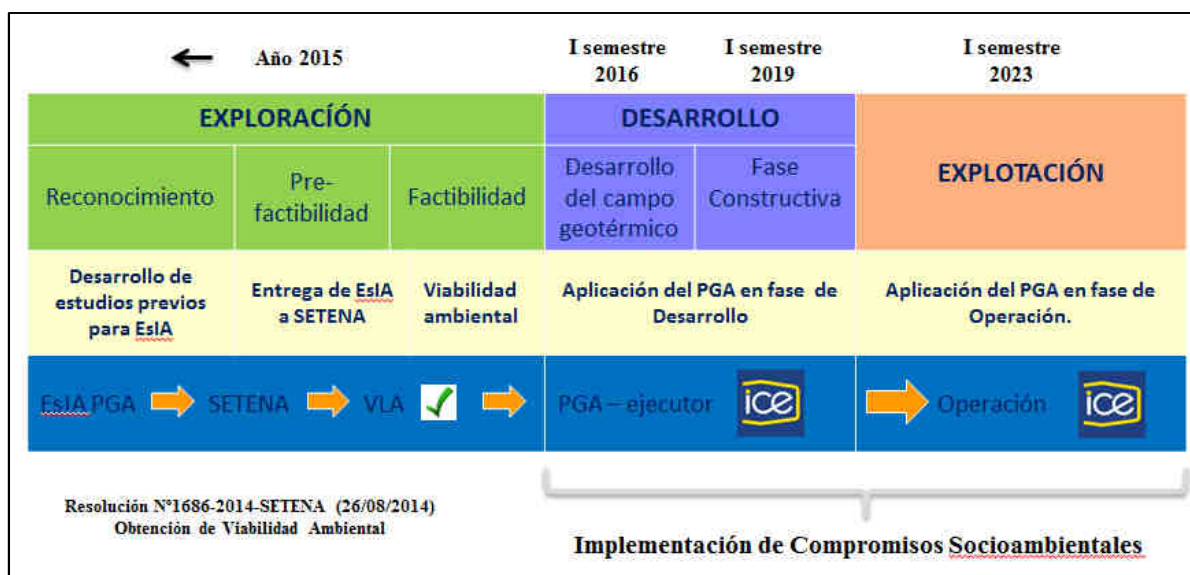 Año 2015
I semestre
2016
I semestre
2019
I semestre
2023
EXPLORACÍÓN
DESARROLLO
EXPLOTACIÓN
Reconocimiento
Pre-
factibilidad
Factibilidad
Desarrollo
del campo
geotérmico
Fase
Constructiva
Desarrollo de
estudios previos
para EsIA
Entrega de EsIA
a SETENA
Viabilidad
ambiental
Aplicación del PGA en fase de
Desarrollo
Aplicación del PGA en fase de
Operación.
EsIA PGA
SETENA
VLA
PGA – ejecutor
ice
Operación
ice
Resolución N°1686-2014-SETENA (26/08/2014)
Obtención de Viabilidad Ambiental
Implementación de Compromisos Socioambientales